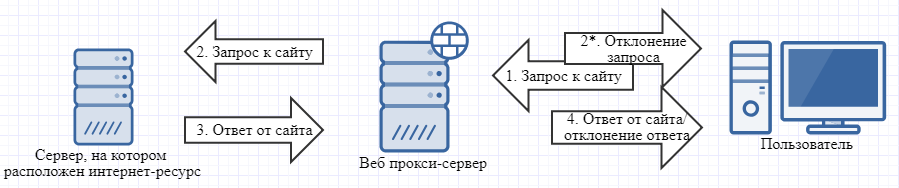 2. Запрос к сайту
3. Ответ от сайта
2*. Отклонение
запроса
1. Запрос к сайту
4. Ответ от сайта/
отклонение ответа
Сервер, на котором
расположен интернет-ресурс
Веб прокси-сервер
Пользователь